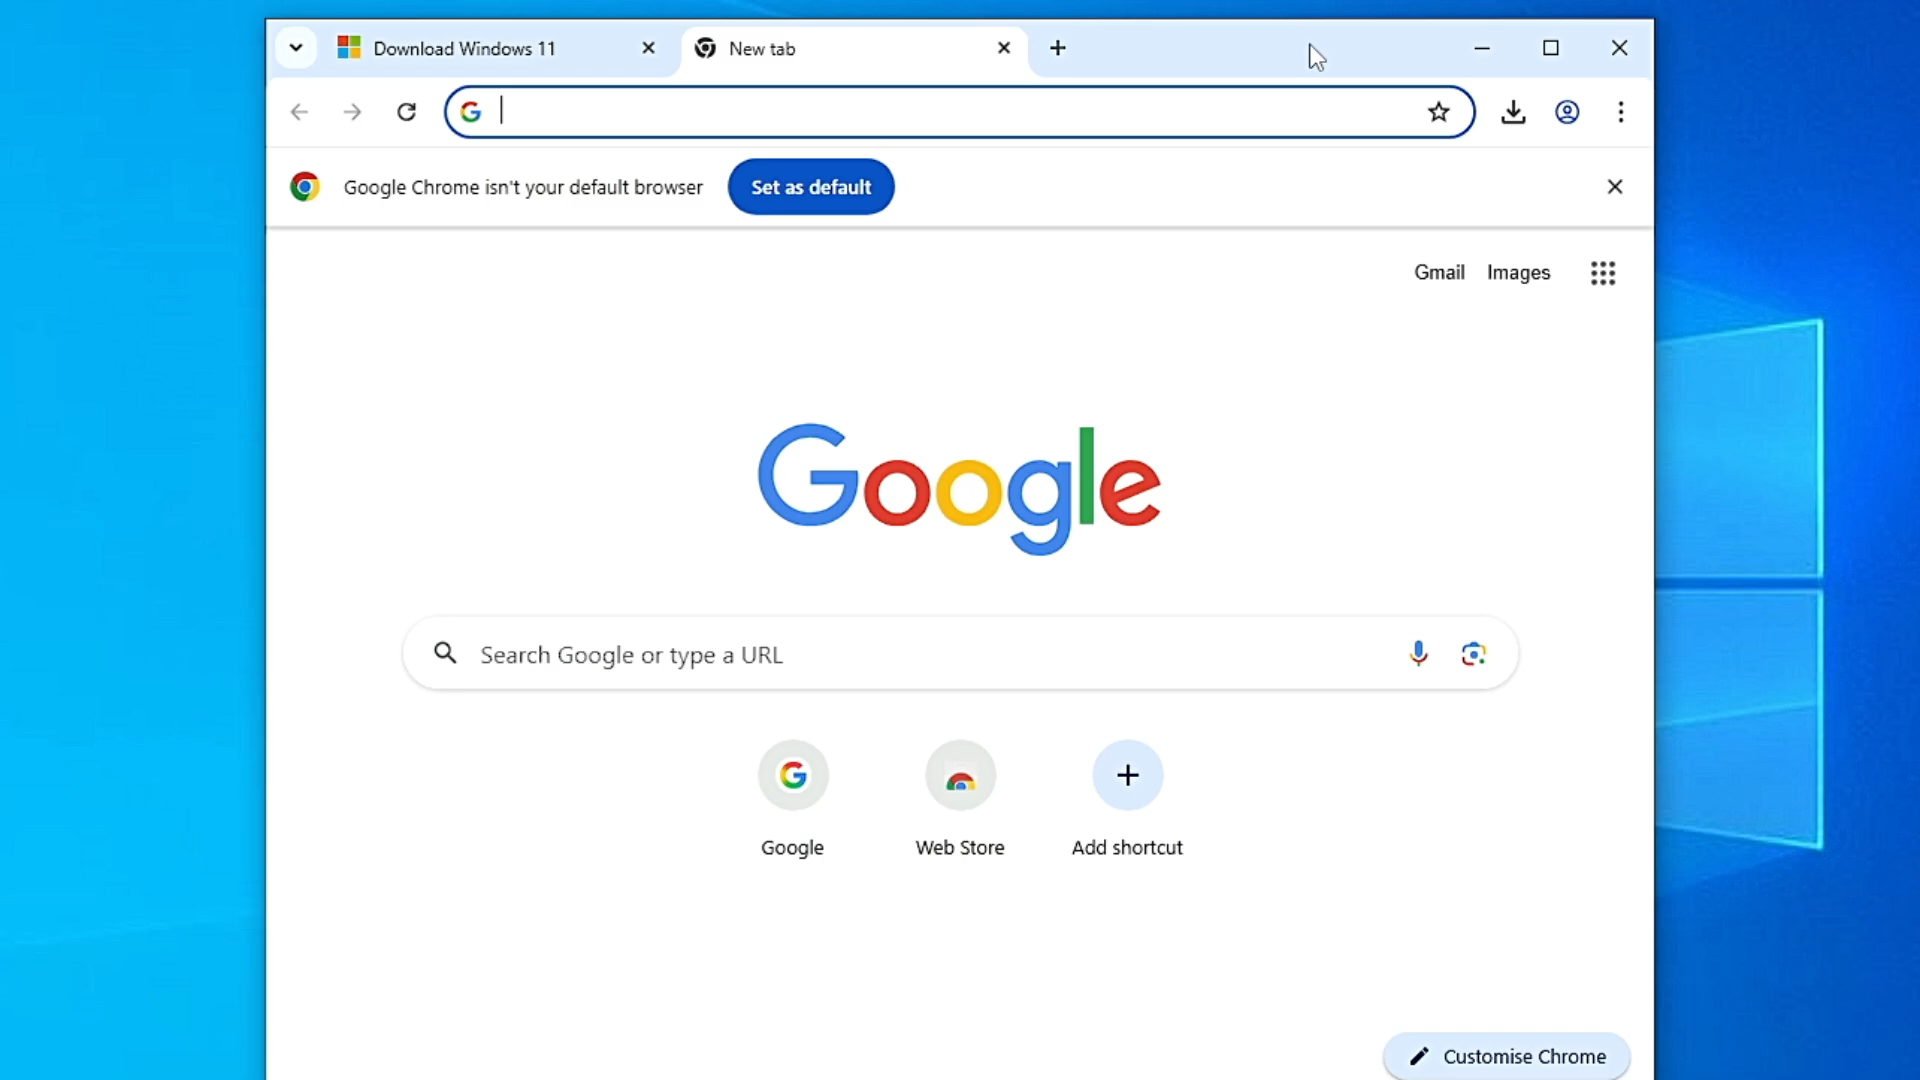 Download Windows 11
New tab
Google Chrome isn't your default browser
Set as default
Gmail
Images
Google
Search Google or type a URL
Google
Web Store
Add shortcut
Customise Chrome